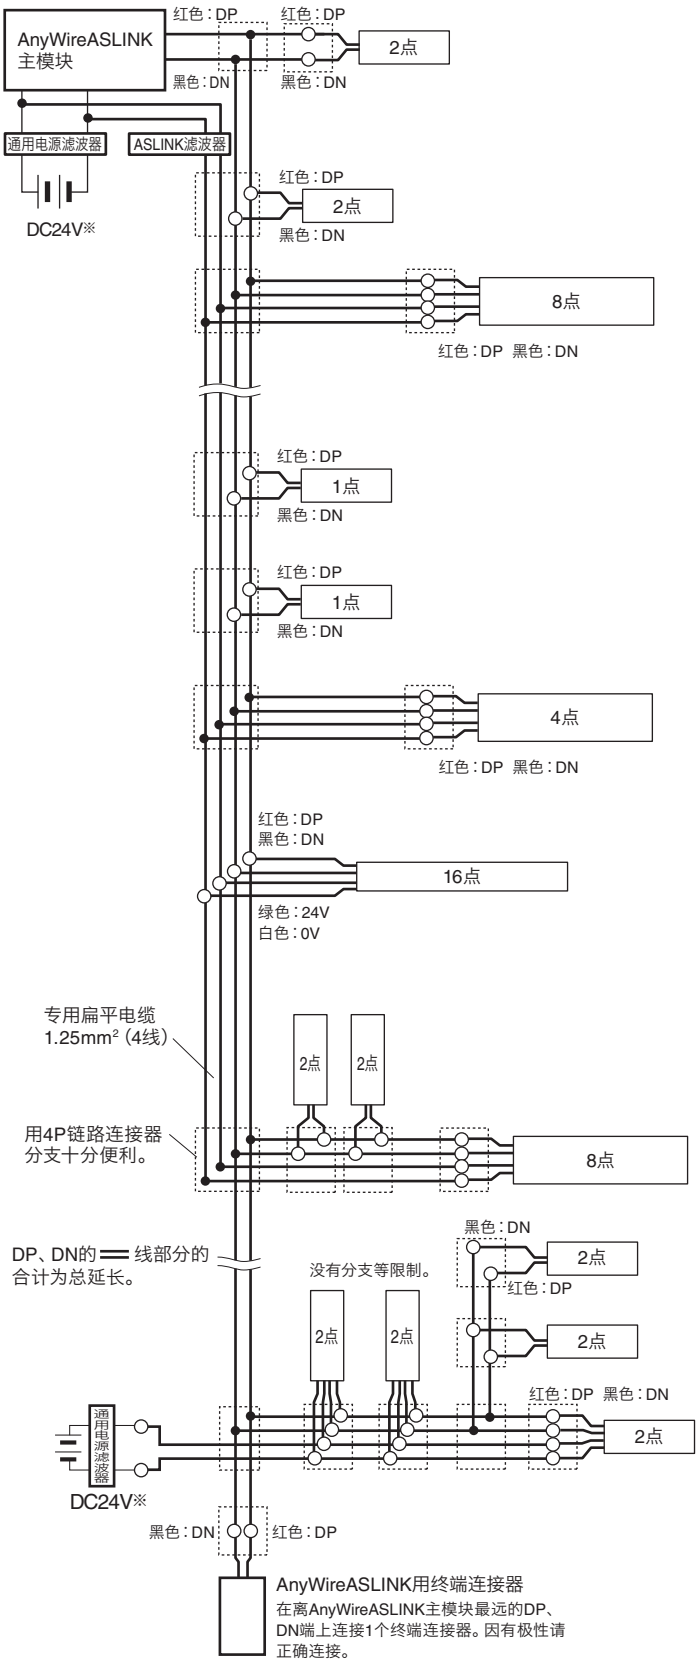 红色：DP
红色：DP
AnyWireASLINK
主模块
2点
黑色：DN
黑色：DN
通用电源滤波器
ASLINK滤波器
DC24V※
红色：DP
2点
黑色：DN
8点
红色：DP 黑色：DN
红色：DP
1点
黑色：DN
红色：DP
1点
黑色：DN
4点
红色：DP 黑色：DN
红色：DP
黑色：DN
16点
绿色：24V
白色：0V
专用扁平电缆
1.25mm²（4线）
2点
2点
用4P链路连接器
分支十分便利。
8点
黑色：DN
DP、DN的 线部分的
合计为总延长。
2点
没有分支等限制。
红色：DP
2点
2点
2点
红色：DP 黑色：DN
通用电源滤波器
2点
DC24V※
黑色：DN
红色：DP
AnyWireASLINK用终端连接器
在离AnyWireASLINK主模块最远的DP、
DN端上连接1个终端连接器。因有极性请
正确连接。